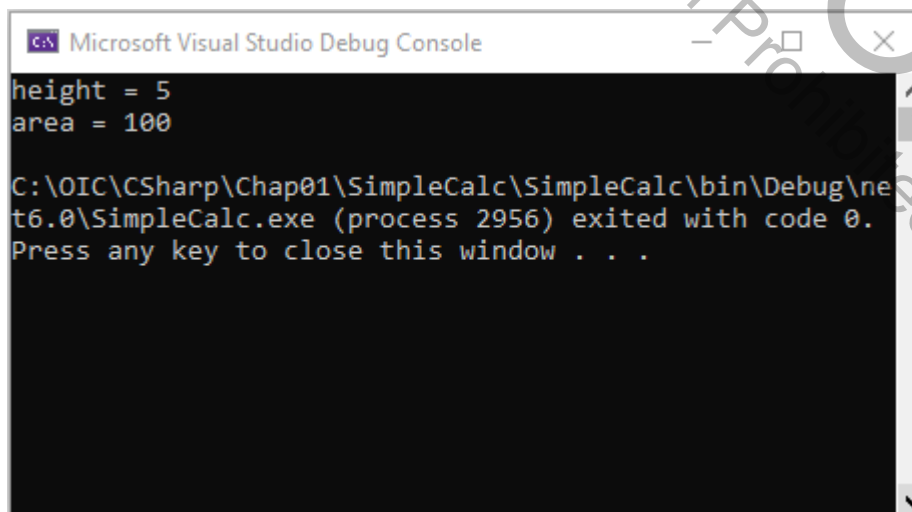 Microsoft Visual Studio Debug Console
height = 5
area = 100
C:\OIC\CSharp\Chap01\SimpleCalc\SimpleCalc\bin\Debug\ne
t6.0\SimpleCalc.exe (process 2956) exited with code 0.
Press any key to close this window . . .